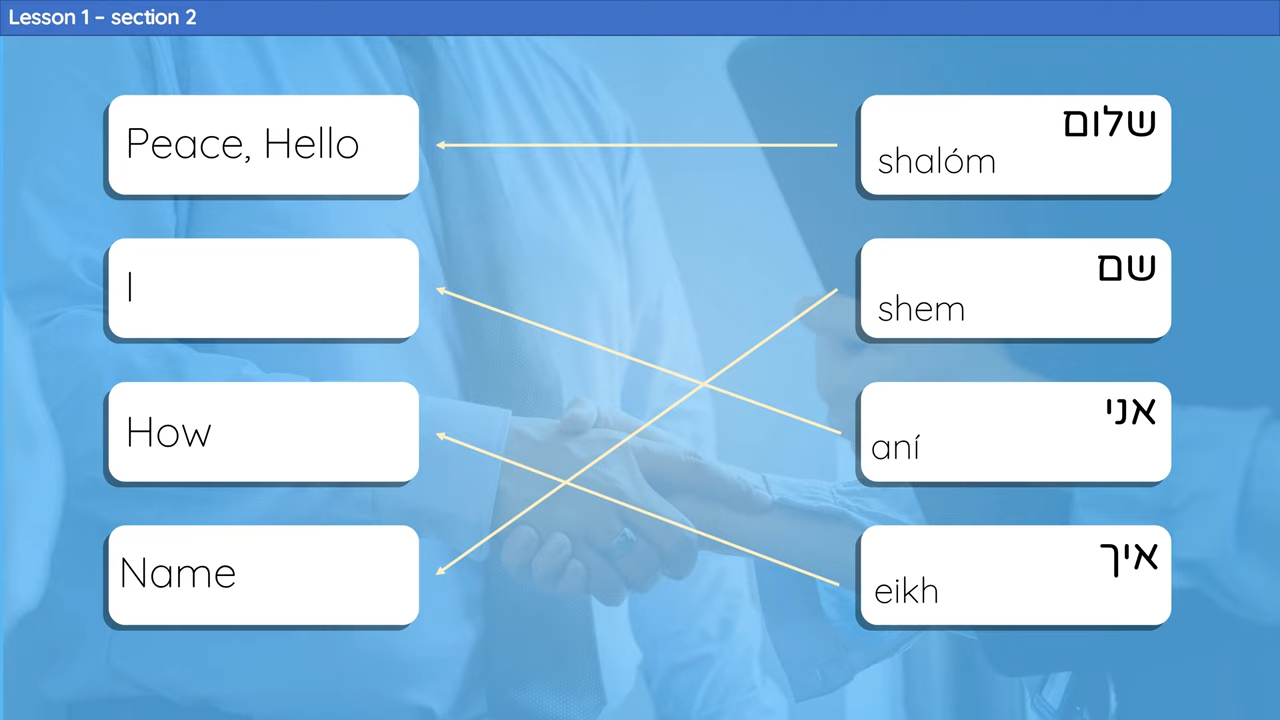 Lesson 1 – section 2
Peace, Hello
שלום
shalóm
I
שם
shem
How
אני
aní
Name
איך
eikh